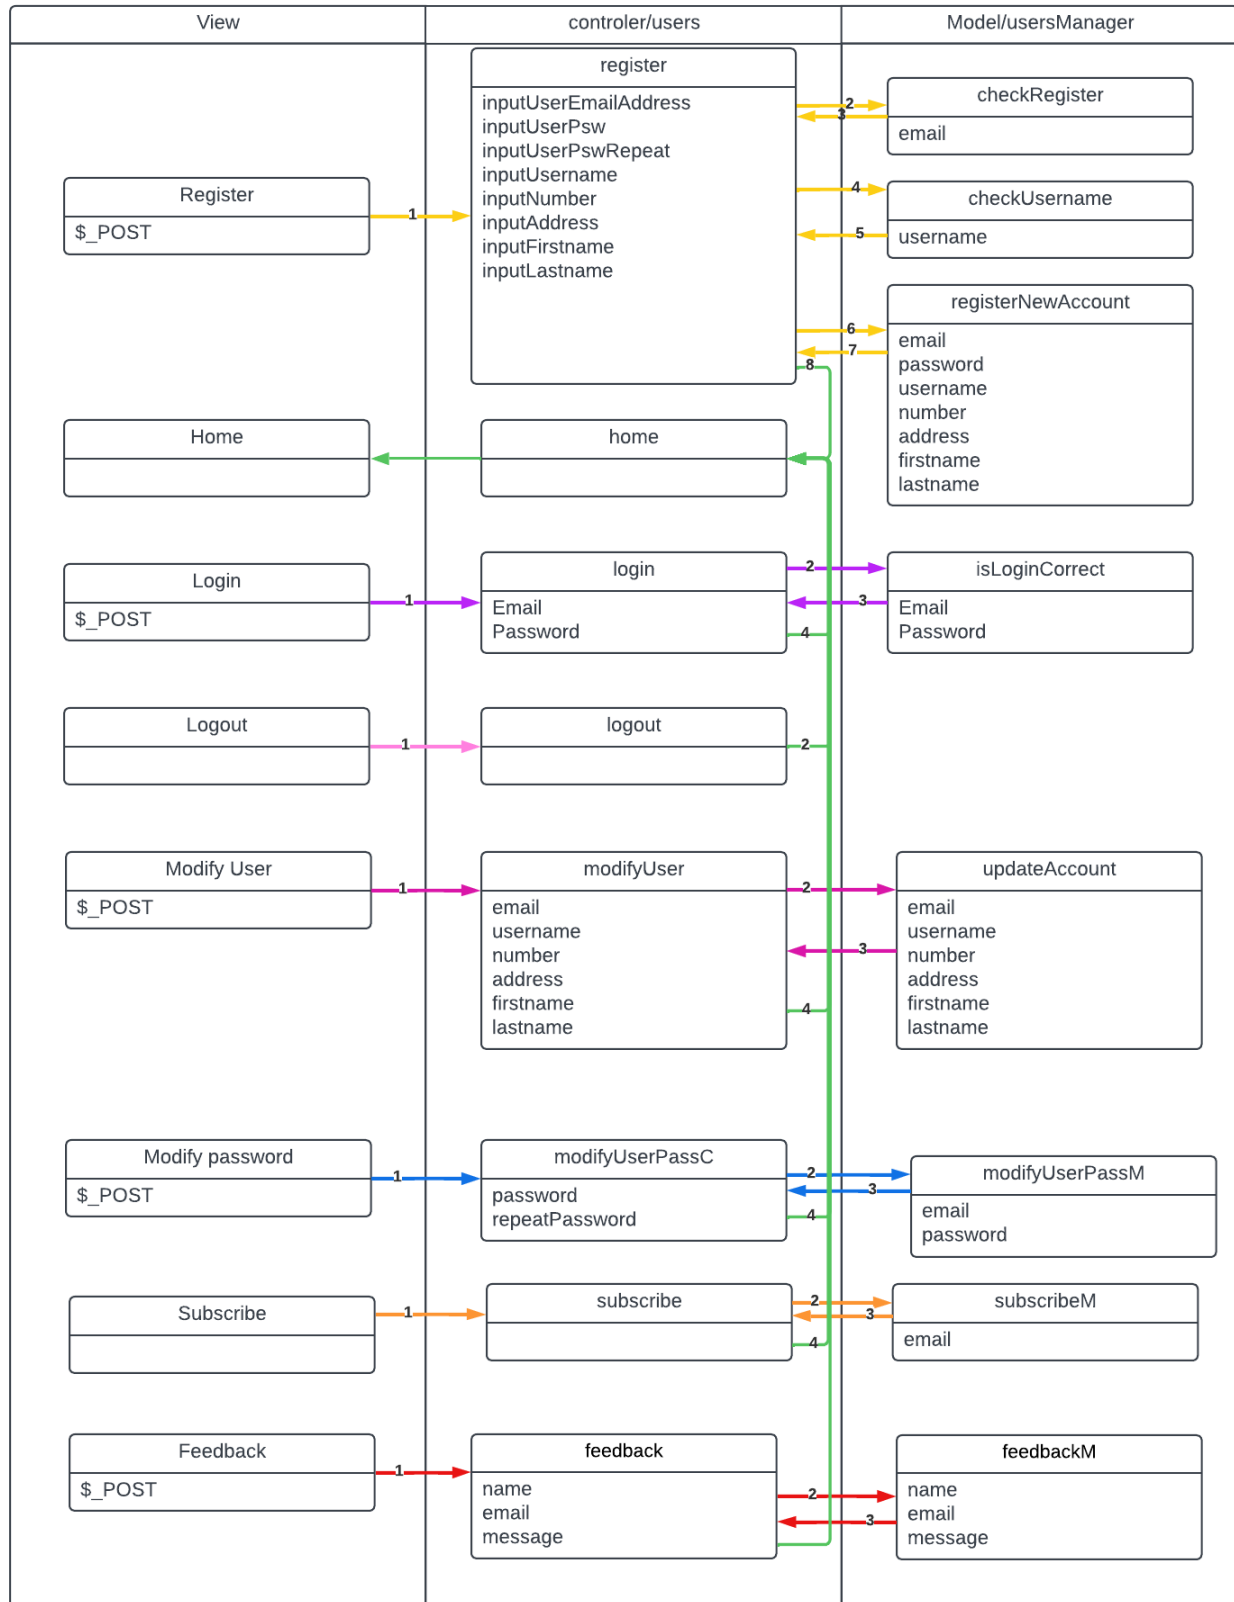 View
controler/users
Model/usersManager
register
inputUserEmailAddress
inputUserPsw
inputUserPswRepeat
inputUsername
inputNumber
inputAddress
inputFirstname
inputLastname
checkRegister
email
2
3
Register
$_POST
1
checkUsername
username
4
5
registerNewAccount
email
password
username
number
address
firstname
lastname
6
7
8
Home
home
Login
$_POST
1
login
Email
Password
2
3
4
isLoginCorrect
Email
Password
Logout
1
logout
2
Modify User
$_POST
1
modifyUser
email
username
number
address
firstname
lastname
2
3
4
updateAccount
email
username
number
address
firstname
lastname
Modify password
$_POST
1
modifyUserPassC
password
repeatPassword
2
3
4
modifyUserPassM
email
password
Subscribe
1
subscribe
2
3
4
subscribeM
email
Feedback
$_POST
1
feedback
name
email
message
2
3
feedbackM
name
email
message